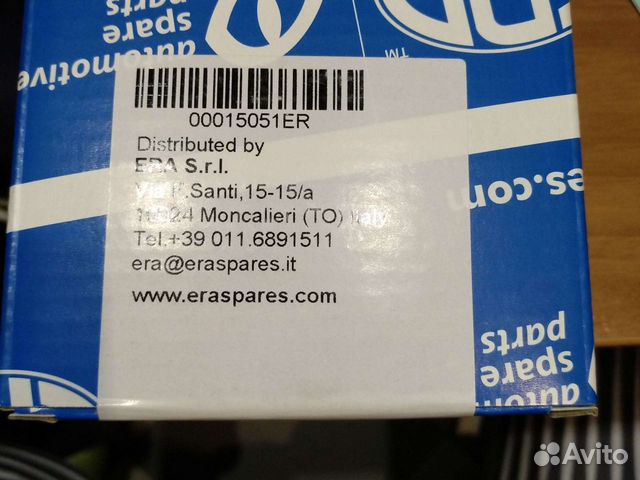 automotive
spare
parts
TM
00015051ER
Distributed by
ERA S.r.l.
Via F.Santi,15-15/a
10024 Moncalieri (TO) Italy
Tel.+39 011.6891511
era@eraspares.it
www.eraspares.com
es.com
parts
spare
autom
Avito